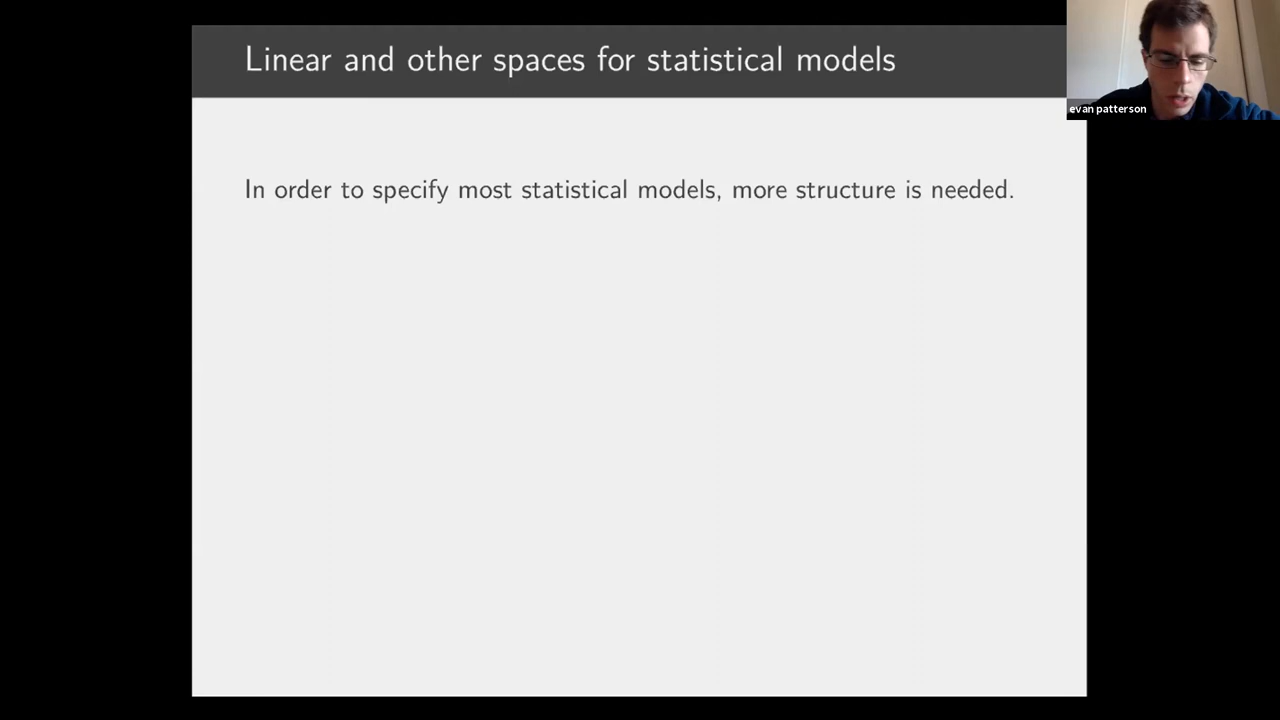 Linear and other spaces for statistical models
evan patterson
In order to specify most statistical models, more structure is needed.